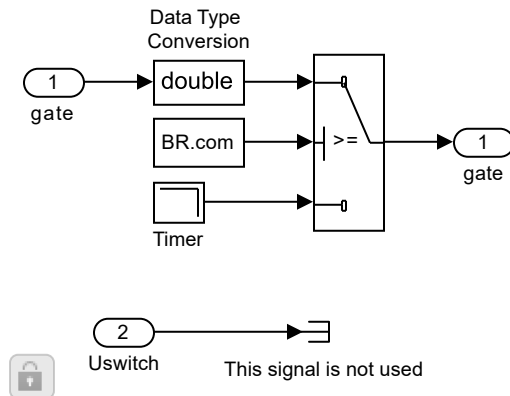 Data Type
Conversion
1
gate
double
BR.com
>=
Timer
1
gate
2
Uswitch
This signal is not used